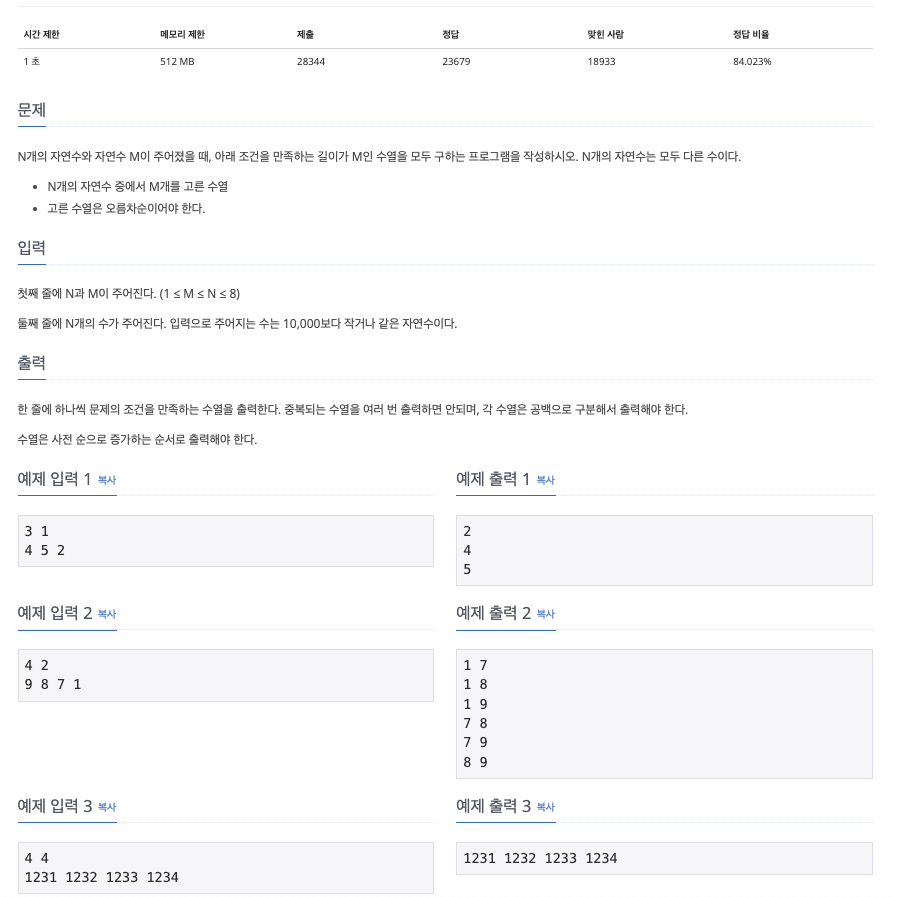 시간 제한 메모리 제한 제출 정답 맞힌 사람 정답 비율
1 초 512 MB 28344 23679 18933 84.023%
문제
N개의 자연수와 자연수 M이 주어졌을 때, 아래 조건을 만족하는 길이가 M인 수열을 모두 구하는 프로그램을 작성하시오. N개의 자연수는 모두 다른 수이다.
• N개의 자연수 중에서 M개를 고른 수열
• 고른 수열은 오름차순이어야 한다.
입력
첫째 줄에 N과 M이 주어진다. (1 ≤ M ≤ N ≤ 8)
둘째 줄에 N개의 수가 주어진다. 입력으로 주어지는 수는 10,000보다 작거나 같은 자연수이다.
출력
한 줄에 하나씩 문제의 조건을 만족하는 수열을 출력한다. 중복되는 수열을 여러 번 출력하면 안되며, 각 수열은 공백으로 구분해서 출력해야 한다.
수열은 사전 순으로 증가하는 순서로 출력해야 한다.
예제 입력 1 복사
3 1
4 5 2
예제 출력 1 복사
2
4
5
예제 입력 2 복사
4 2
9 8 7 1
예제 출력 2 복사
1 7
1 8
1 9
7 8
7 9
8 9
예제 입력 3 복사
4 4
1231 1232 1233 1234
예제 출력 3 복사
1231 1232 1233 1234